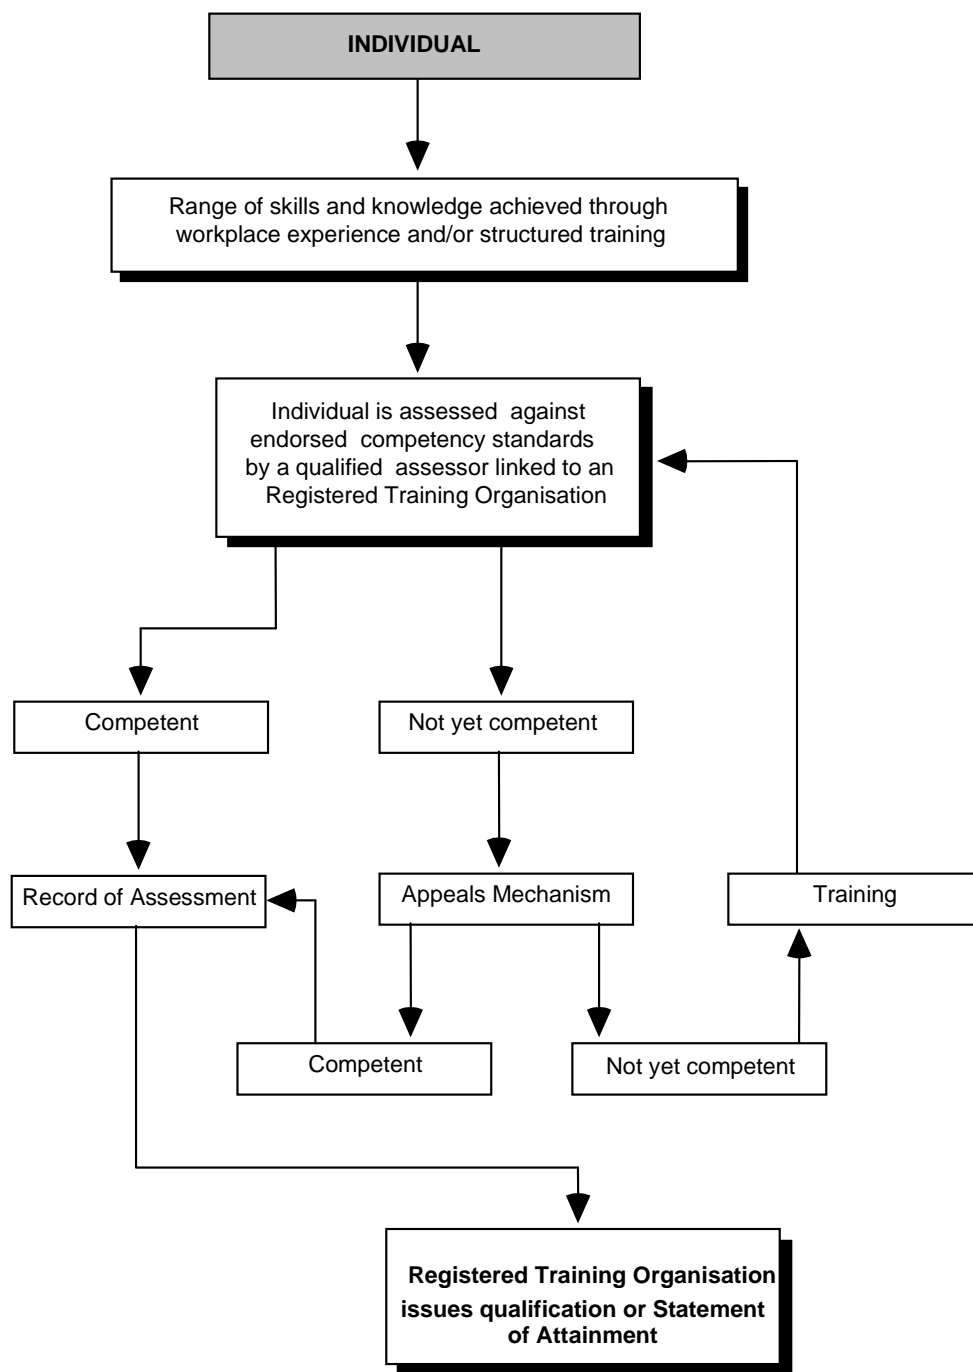 INDIVIDUAL
Range of skills and knowledge achieved through
workplace experience and/or structured training
Individual is assessed against
endorsed competency standards
by a qualified assessor linked to an
Registered Training Organisation
Competent
Not yet competent
Record of Assessment
Appeals Mechanism
Training
Competent
Not yet competent
Registered Training Organisation
issues qualification or Statement
of Attainment